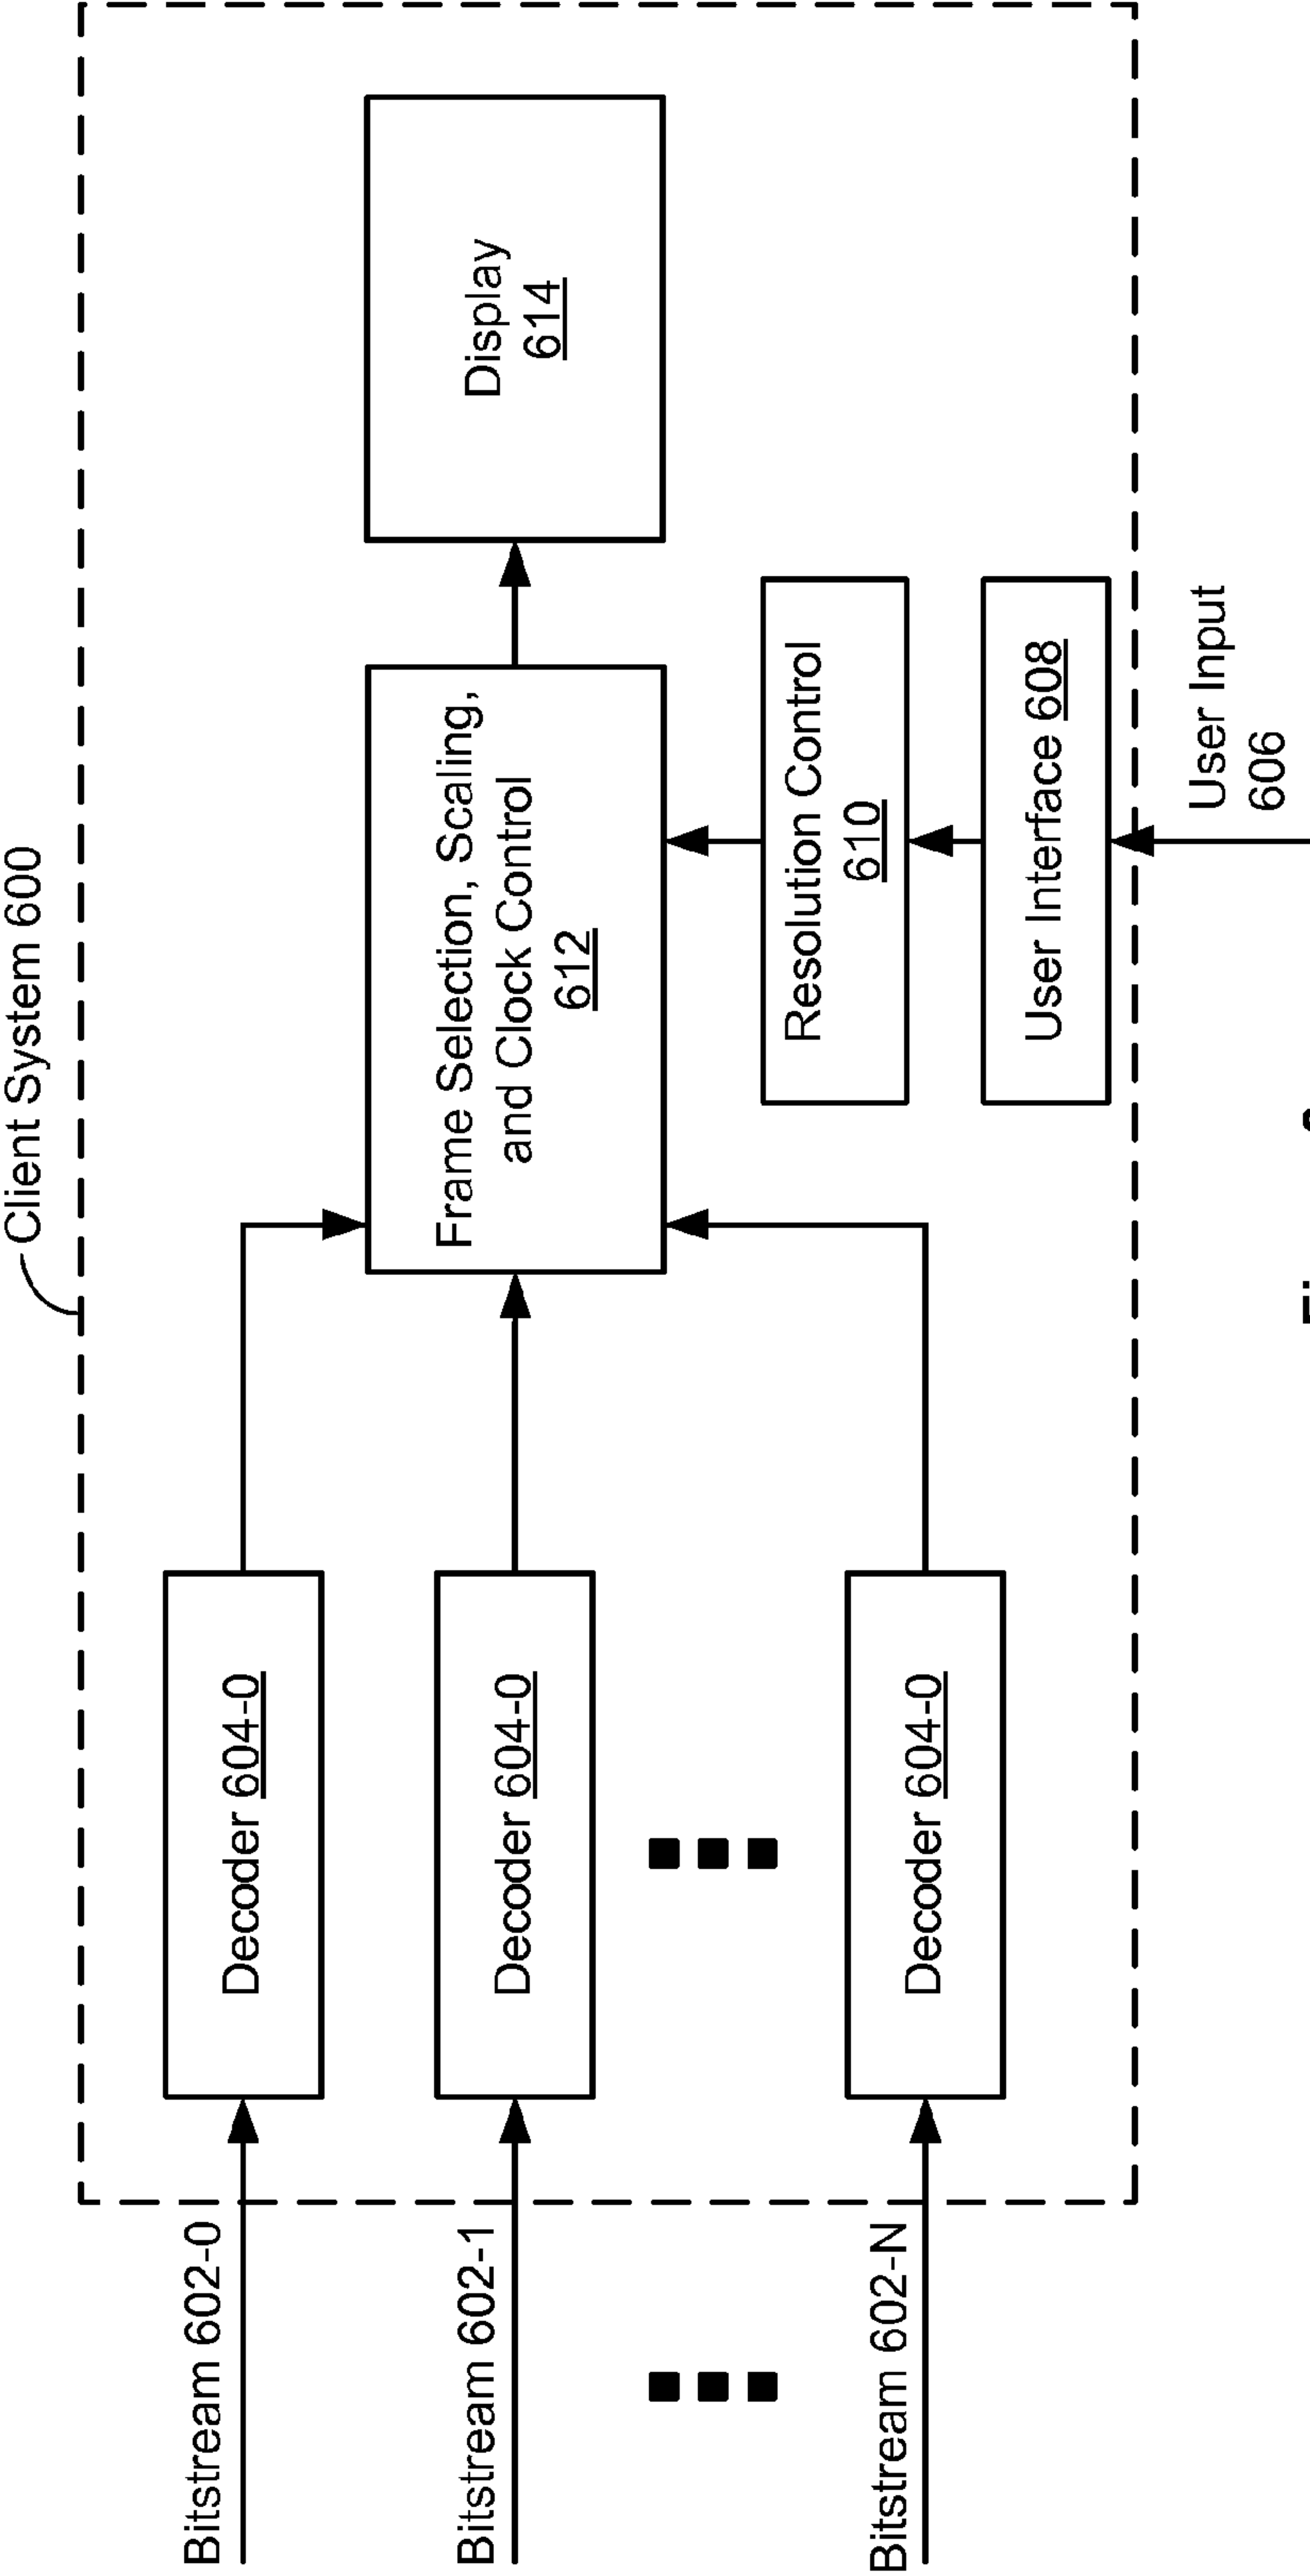 Client System 600
Bitstream 602-0
Decoder 604-0
Bitstream 602-1
Decoder 604-0
Bitstream 602-N
Decoder 604-0
Frame Selection, Scaling,
and Clock Control
612
Display
614
Resolution Control
610
User Interface 608
User Input
606